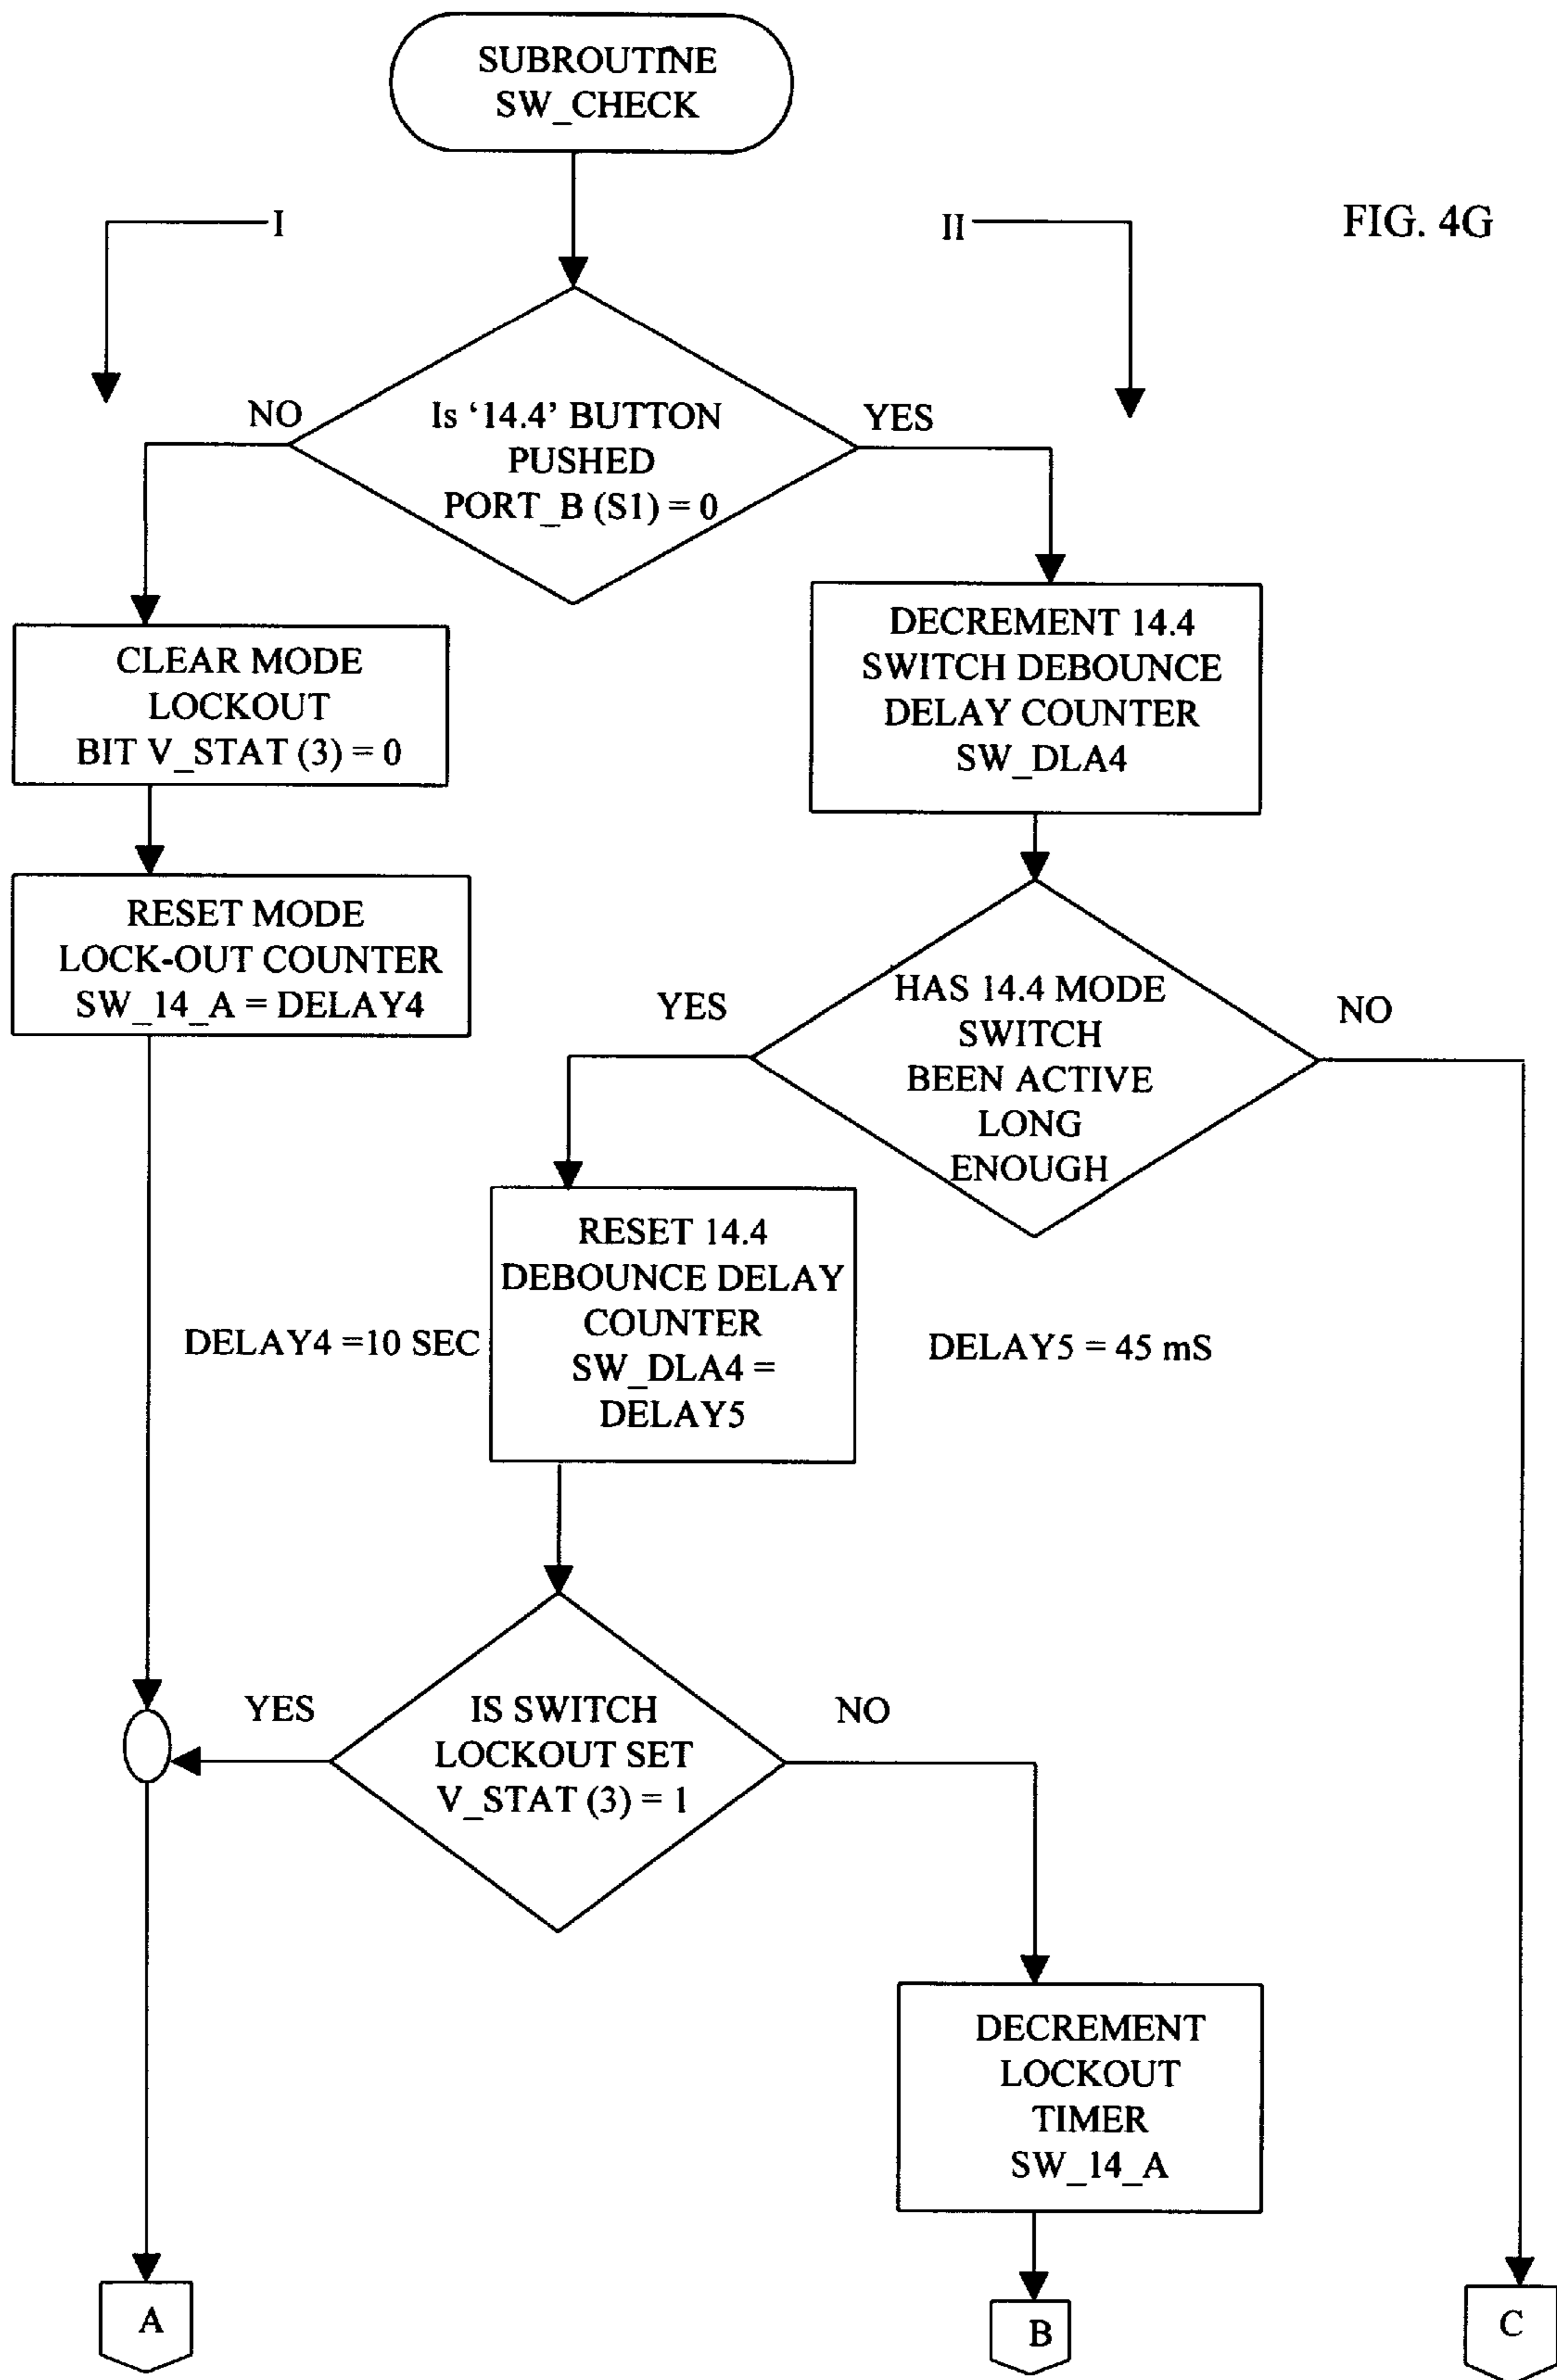 SUBROUTINE
SW_CHECK
I
II
FIG. 4G
NO
Is ‘14.4’ BUTTON
PUSHED
PORT_B (S1) = 0
YES
CLEAR MODE
LOCKOUT
BIT V_STAT (3) = 0
DECREMENT 14.4
SWITCH DEBOUNCE
DELAY COUNTER
SW_DLA4
RESET MODE
LOCK-OUT COUNTER
SW_14_A = DELAY4
YES
HAS 14.4 MODE
SWITCH
BEEN ACTIVE
LONG
ENOUGH
NO
RESET 14.4
DEBOUNCE DELAY
COUNTER
SW_DLA4 =
DELAY5
DELAY4 =10 SEC
DELAY5 = 45 mS
YES
IS SWITCH
LOCKOUT SET
V_STAT (3) = 1
NO
DECREMENT
LOCKOUT
TIMER
SW_14_A
A
B
C